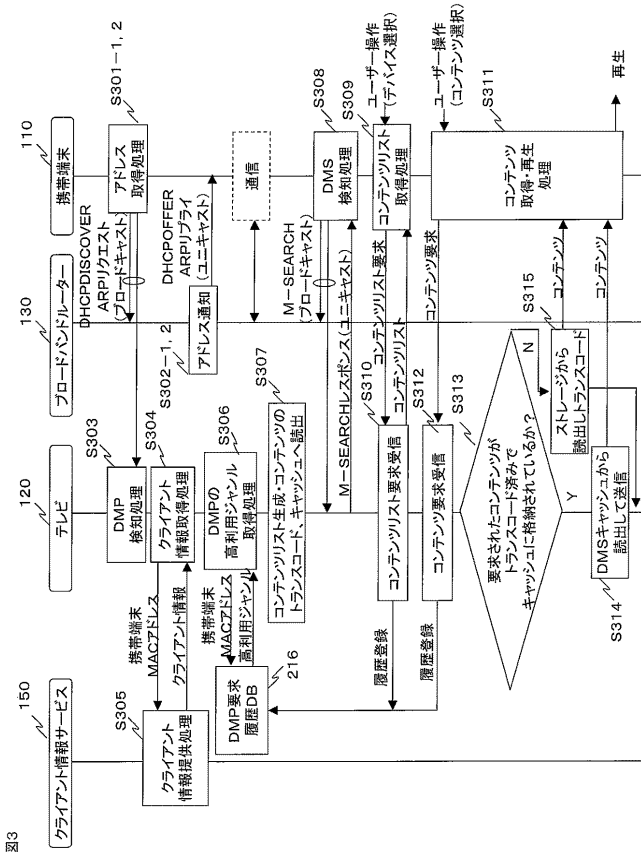 図3
クライアント情報サービス
150
テレビ
120
ブロードバンドルーター
130
携帯端末
110
アドレス
取得処理
S301−1, 2
DHCPDISCOVER
ARPリクエスト
(ブロードキャスト)
DMP
検知処理
S303
アドレス通知
S302−1, 2
DHCPOFFER
ARPリプライ
(ユニキャスト)
クライアント
情報取得処理
S304
携帯端末
MACアドレス
クライアント情報
クライアント
情報提供処理
S305
通信
DMPの
高利用ジャンル
取得処理
S306
携帯端末
MACアドレス
高利用ジャンル
DMP要求
履歴DB
216
コンテンツリスト生成・コンテンツの
トランスコード、キャッシュへ読出
S307
DMS
検知処理
S308
M−SEARCH
(ブロードキャスト)
M−SEARCHレスポンス(ユニキャスト)
ユーザー操作
(デバイス選択)
コンテンツリスト
取得処理
S309
コンテンツリスト要求
コンテンツリスト要求受信
S310
コンテンツリスト
履歴登録
ユーザー操作
(コンテンツ選択)
コンテンツ
取得・再生
処理
S311
コンテンツ要求
コンテンツ要求受信
S312
履歴登録
要求されたコンテンツが
トランスコード済みで
キャッシュに格納されているか?
S313
N
Y
ストレージから
読出しトランスコード
S315
コンテンツ
DMSキャッシュから
読出して送信
S314
コンテンツ
再生